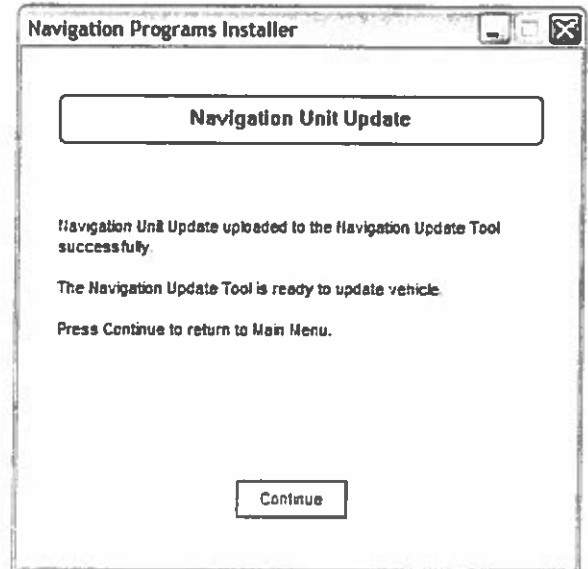 Navigation Programs Installer
Navigation Unit Update
Navigation Unit Update uploaded to the Navigation Update Tool
successfully.
The Navigation Update Tool is ready to update vehicle.
Press Continue to return to Main Menu.
Continue